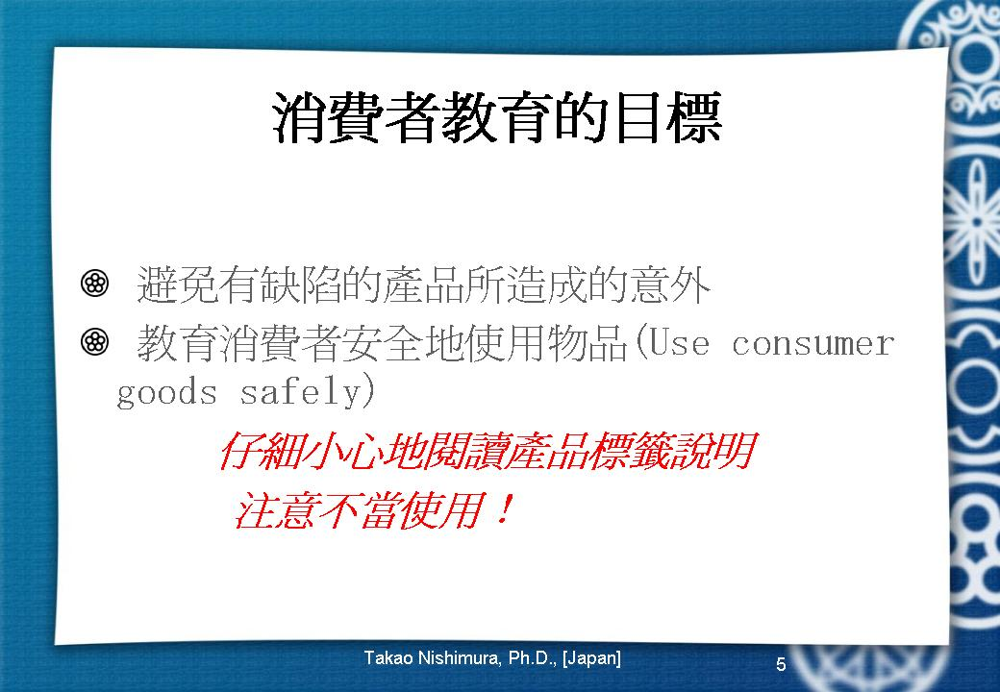 消費者教育的目標
避免有缺陷的產品所造成的意外
教育消費者安全地使用物品(Use consumer
goods safely)
仔細小心地閱讀產品標籤說明
注意不當使用！
Takao Nishimura, Ph.D., [Japan]
5